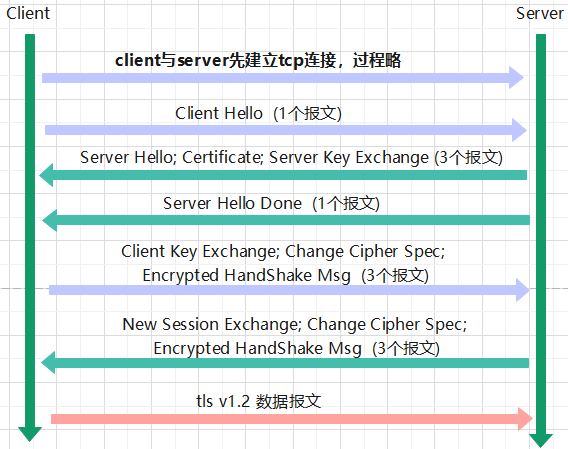 Client
Server
client与server先建立tcp连接，过程略
Client Hello  (1个报文)
Server Hello; Certificate; Server Key Exchange (3个报文)
Server Hello Done  (1个报文)
Client Key Exchange; Change Cipher Spec;
Encrypted HandShake Msg  (3个报文)
New Session Exchange; Change Cipher Spec;
Encrypted HandShake Msg  (3个报文)
tls v1.2 数据报文